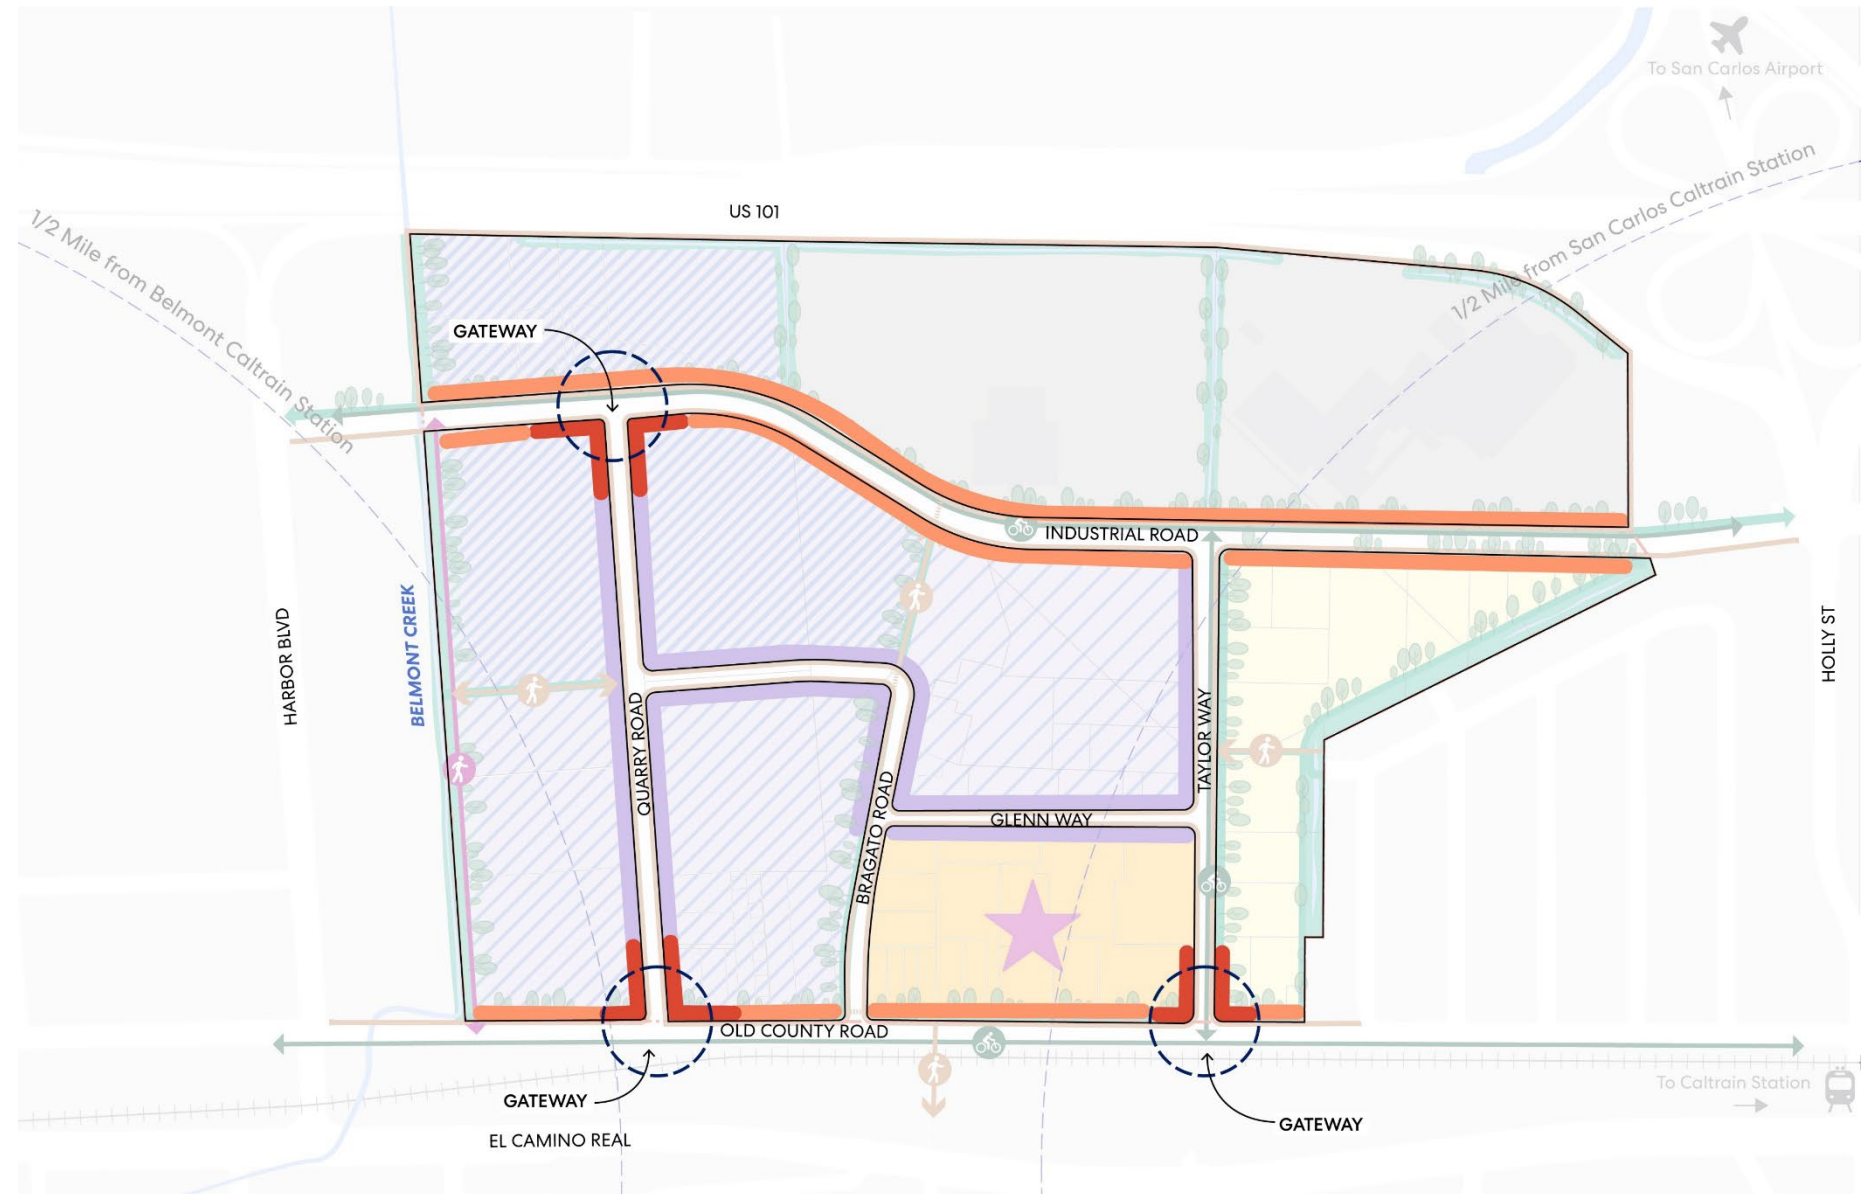 To San Carlos Airport
1/2 Mile from San Carlos Caltrain Station
US 101
1/2 Mile from Belmont Caltrain Station
GATEWAY
INDUSTRIAL ROAD
HARBOR BLVD
BELMONT CREEK
HOLLY ST
QUARRY ROAD
TAYLOR WAY
BRAGATO ROAD
GLENN WAY
OLD COUNTY ROAD
To Caltrain Station
GATEWAY
GATEWAY
EL CAMINO REAL